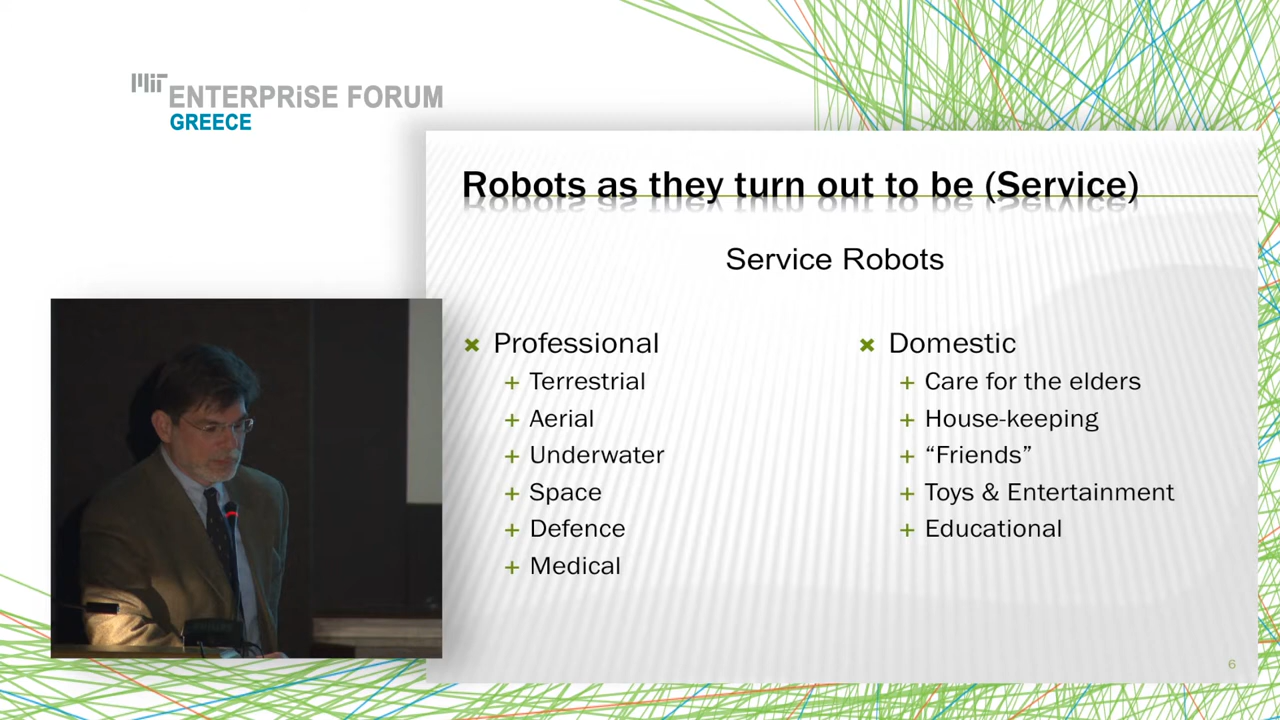 MIT
ENTERPRiSE FORUM
GREECE
Robots as they turn out to be (Service)
Service Robots
Professional
+ Terrestrial
+ Aerial
+ Underwater
+ Space
+ Defence
+ Medical
Domestic
+ Care for the elders
+ House-keeping
+ “Friends”
+ Toys & Entertainment
+ Educational
6